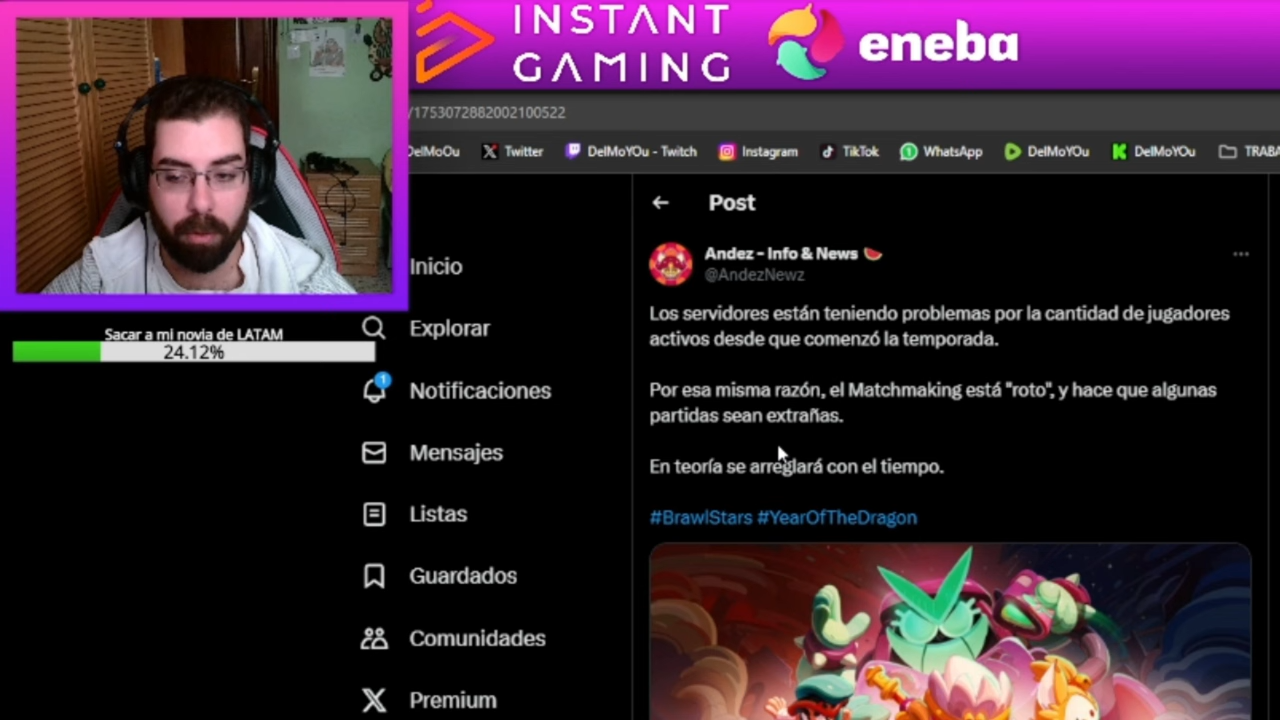 INSTANT
GAMING
eneba
/1753072882002100522
DelMoOu
Twitter
DelMoYOu - Twitch
Instagram
TikTok
WhatsApp
DelMoYOu
DelMoYOu
TRABA
Sacar a mi novia de LATAM
24.12%
Inicio
Explorar
1
Notificaciones
Mensajes
Listas
Guardados
Comunidades
Premium
Post
Andez - Info & News
@AndezNewz
Los servidores están teniendo problemas por la cantidad de jugadores
activos desde que comenzó la temporada.
Por esa misma razón, el Matchmaking está "roto", y hace que algunas
partidas sean extrañas.
En teoría se arreglará con el tiempo.
#BrawlStars #YearOfTheDragon